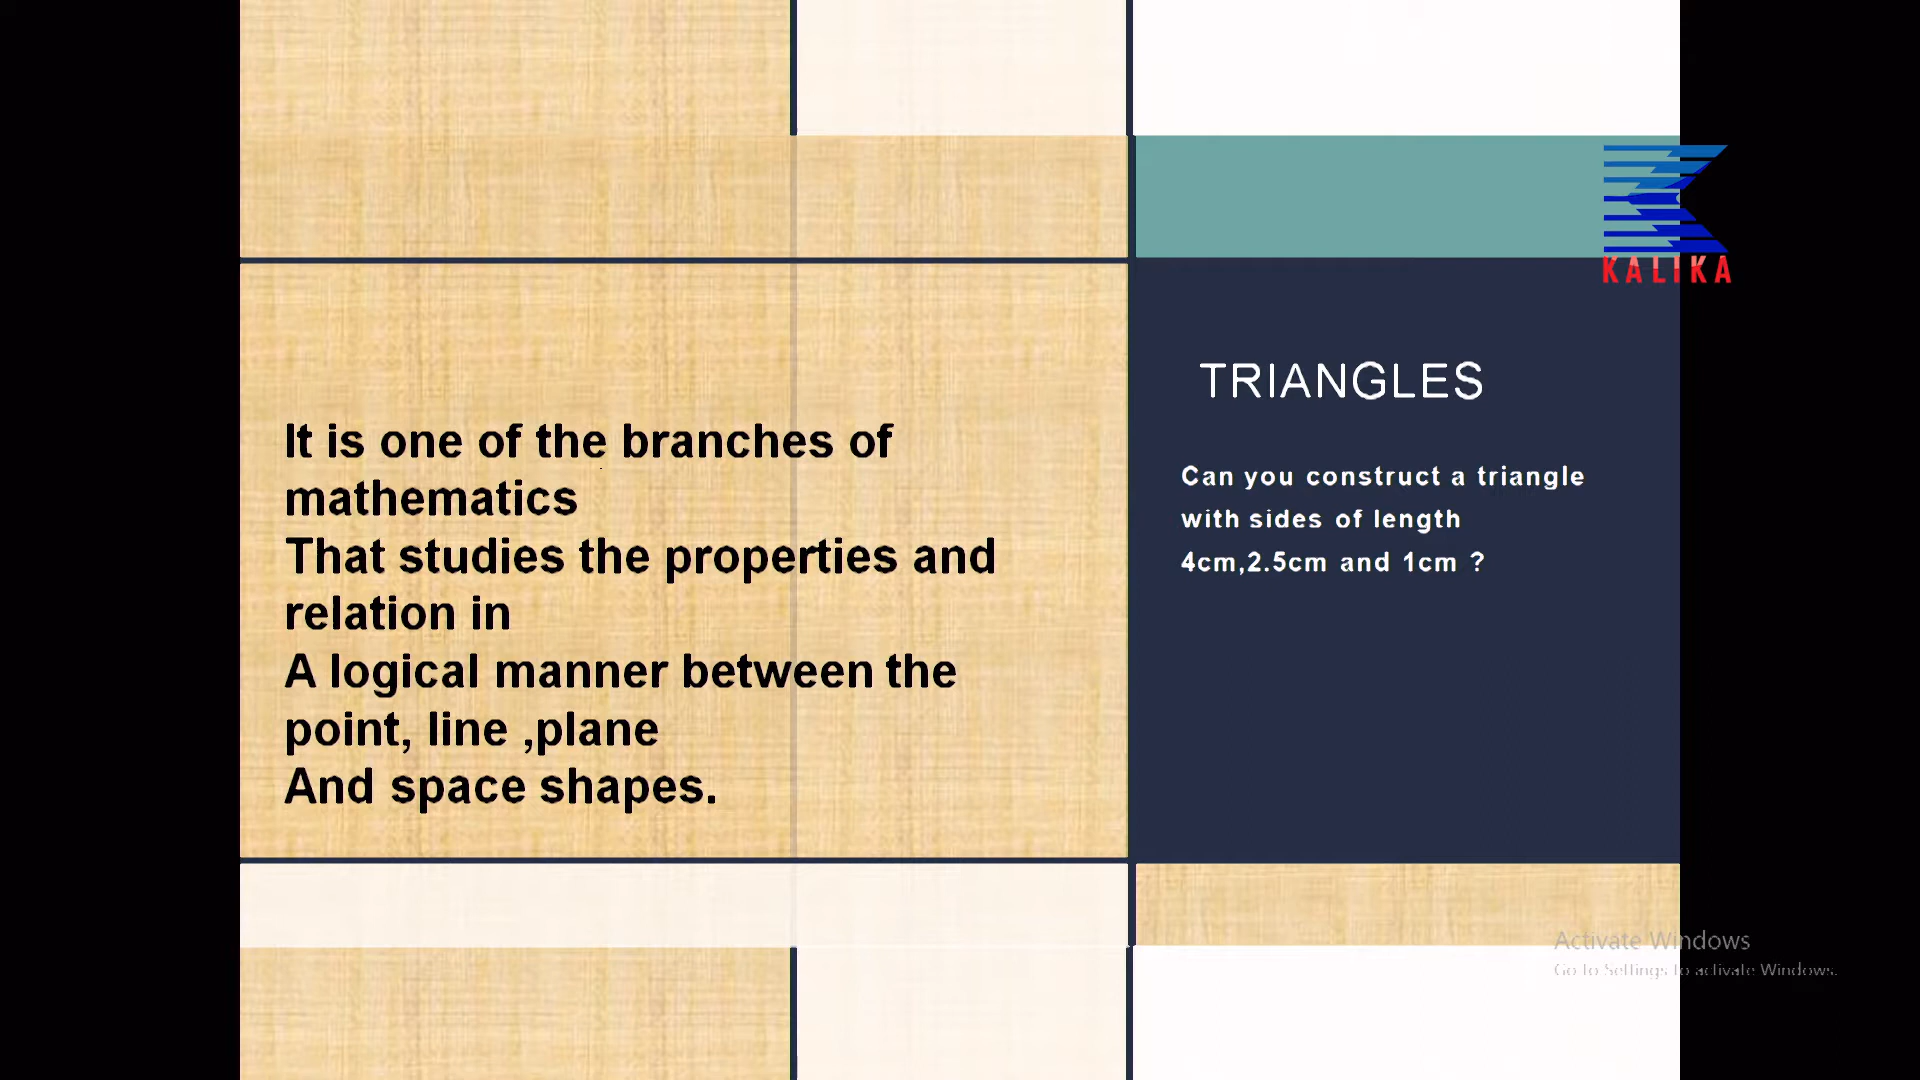 It is one of the branches of
mathematics
That studies the properties and
relation in
A logical manner between the
point, line ,plane
And space shapes.
KALIKA
TRIANGLES
Can you construct a triangle
with sides of length
4cm,2.5cm and 1cm ?
Activate Windows
Go to Settings to activate Windows.